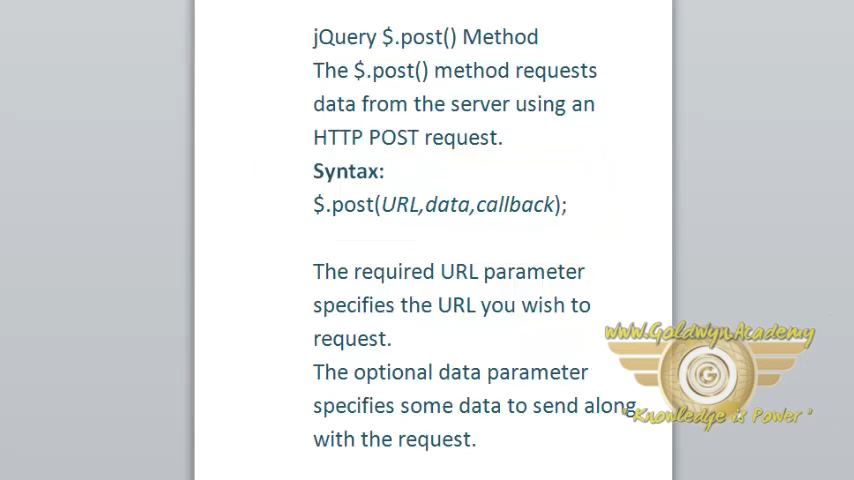 jQuery $.post() Method
The $.post() method requests
data from the server using an
HTTP POST request.
Syntax:
$.post(URL,data,callback);
The required URL parameter
specifies the URL you wish to
request.
The optional data parameter
specifies some data to send along
with the request.
www.GoldwynAcademy
G
"Knowledge is Power"